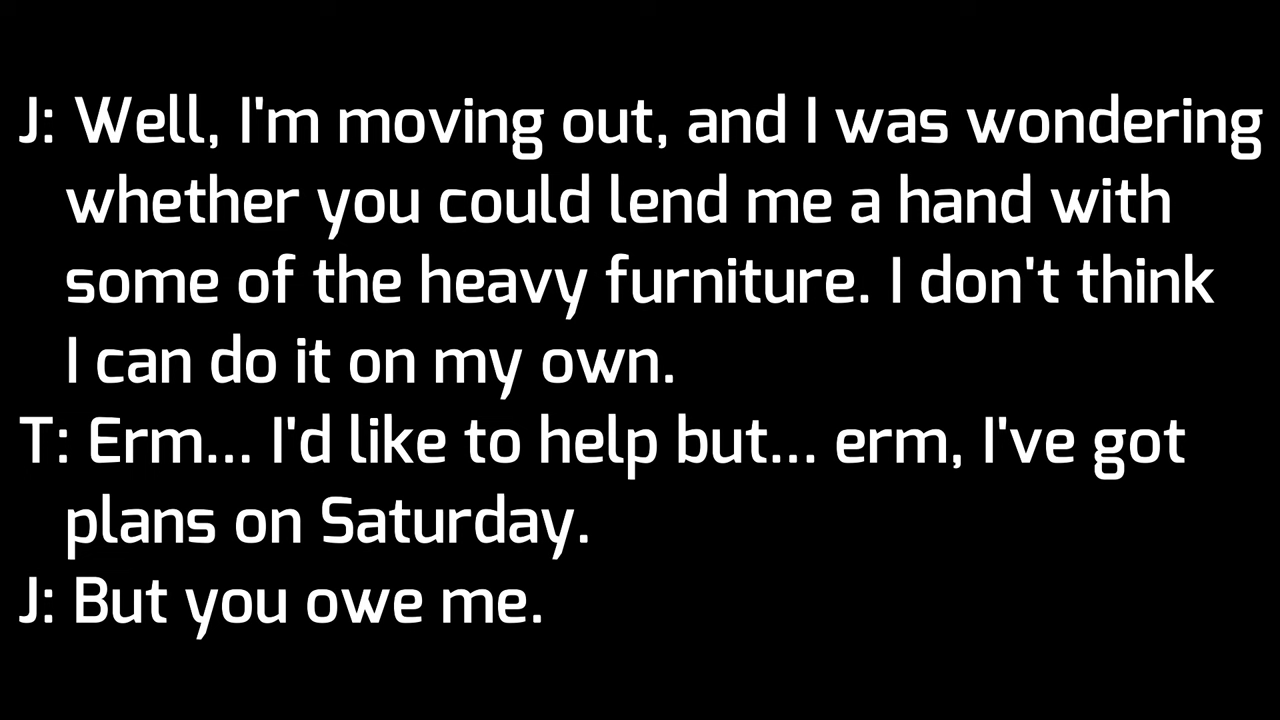 J: Well, I'm moving out, and I was wondering
whether you could lend me a hand with
some of the heavy furniture. I don't think
I can do it on my own.
T: Erm... I'd like to help but... erm, I've got
plans on Saturday.
J: But you owe me.